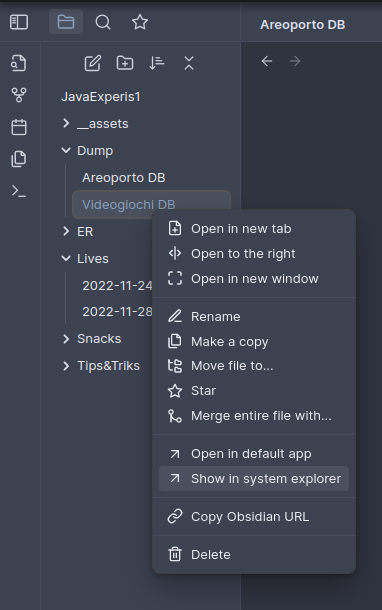 Areoporto DB
JavaExperis1
__assets
Dump
Areoporto DB
Videogiochi DB
ER
Lives
2022-11-24
2022-11-28
Snacks
Tips&Triks
Open in new tab
Open to the right
Open in new window
Rename
Make a copy
Move file to...
Star
Merge entire file with...
Open in default app
Show in system explorer
Copy Obsidian URL
Delete